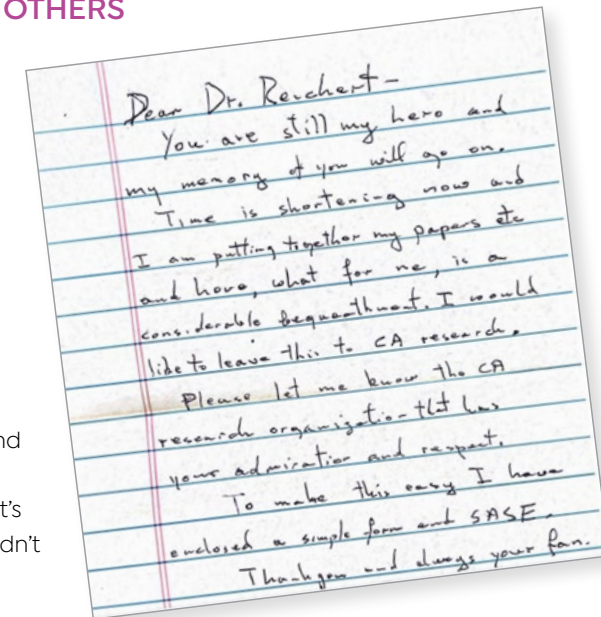 OTHERS
Dear Dr. Reichert-
You are still my hero and
my memory of you will go on.
Time is shortening now and
I am putting together my papers etc
and have, what for me, is a
considerable bequeathment. I would
like to leave this to CA research.
Please let me know the CA
research organization that has
your admiration and respect.
To make this easy I have
enclosed a simple form and SASE.
Thank you and always your fan.
nd
t's
dn't